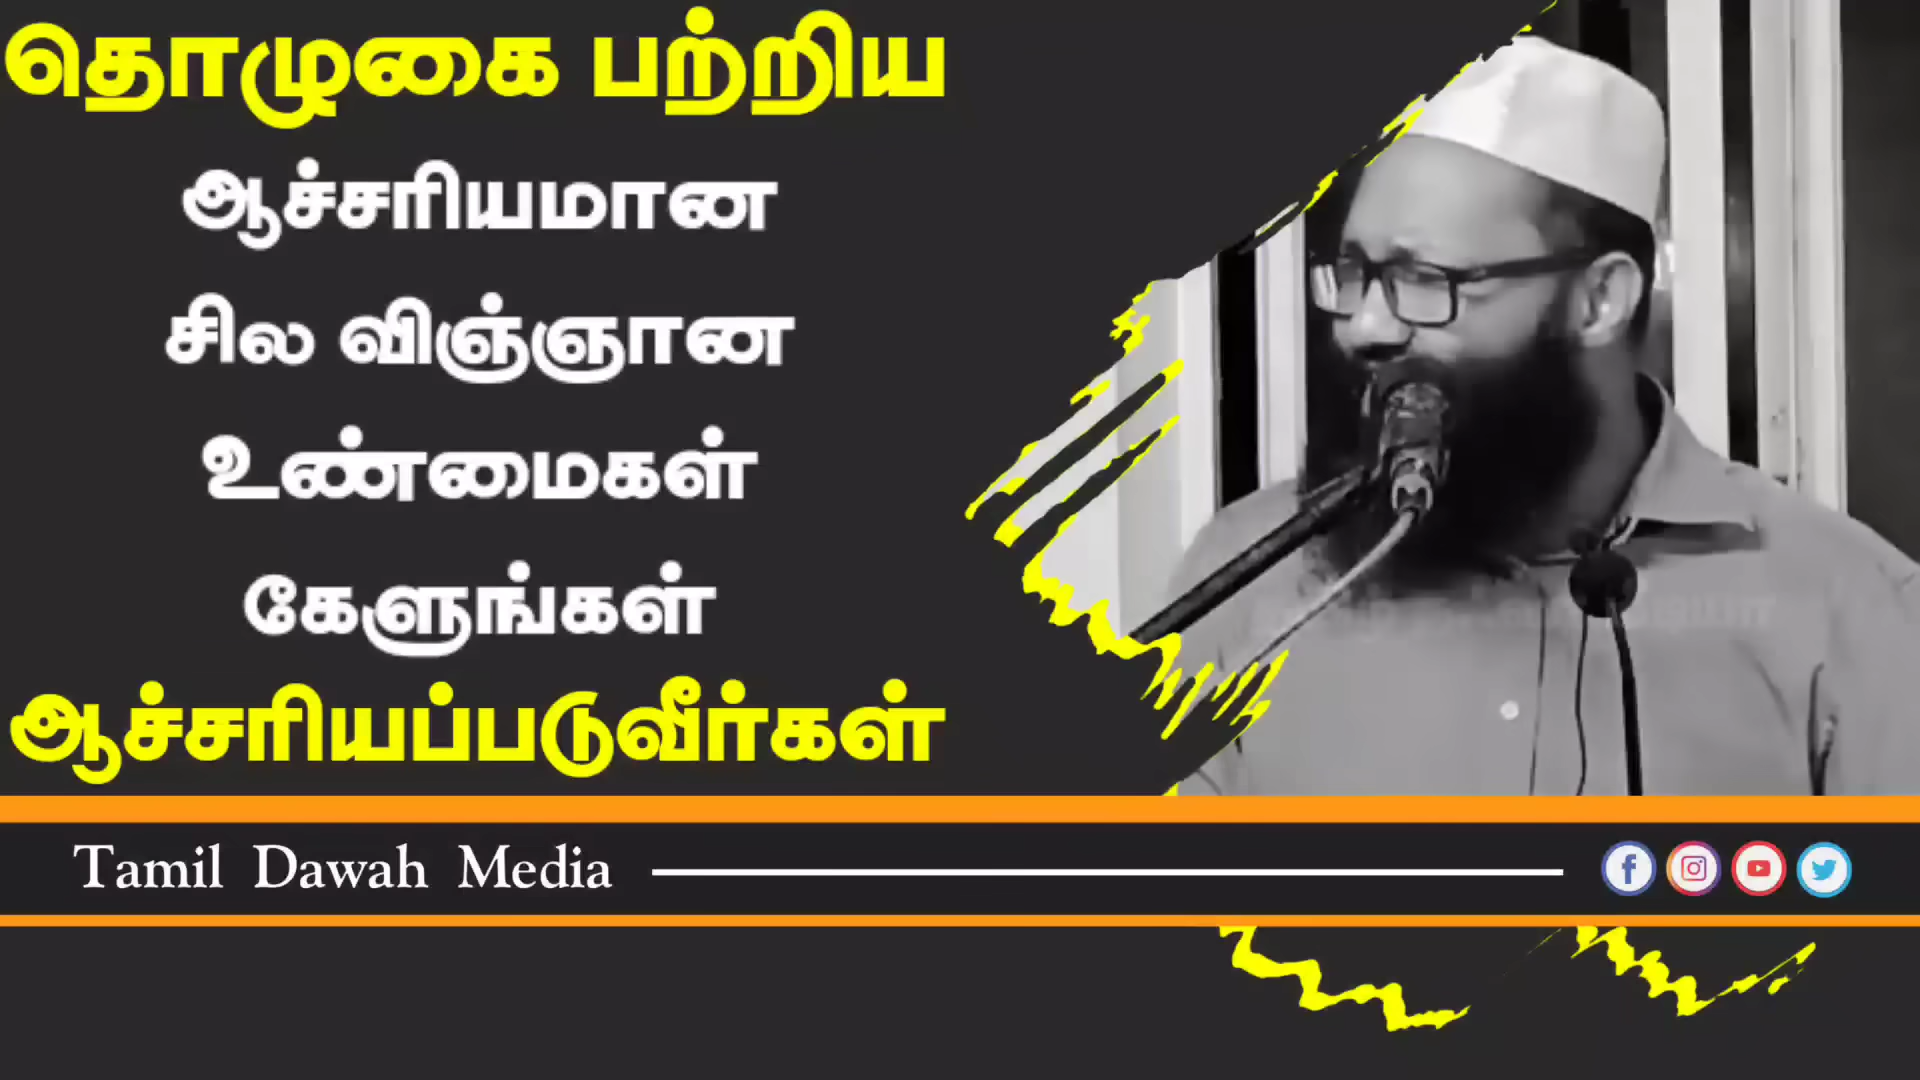 தொழுகை பற்றிய
ஆச்சரியமான
சில விஞ்ஞான
உண்மைகள்
கேளுங்கள்
ஆச்சரியப்படுவீர்கள்
Tamil Dawah Media